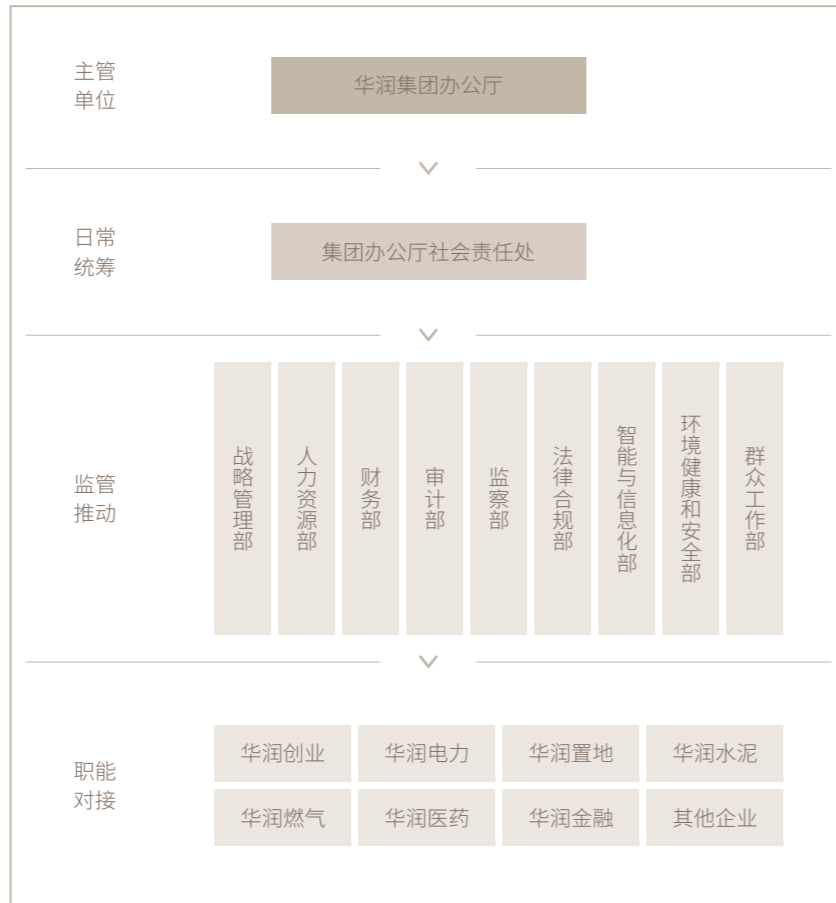 主管
单位
华润集团办公厅
日常
统筹
集团办公厅社会责任处
监管
推动
战略管理部
人力资源部
财务部
审计部
监察部
法律合规部
智能与信息化部
环境健康和安全部
群众工作部
职能
对接
华润创业
华润电力
华润置地
华润水泥
华润燃气
华润医药
华润金融
其他企业